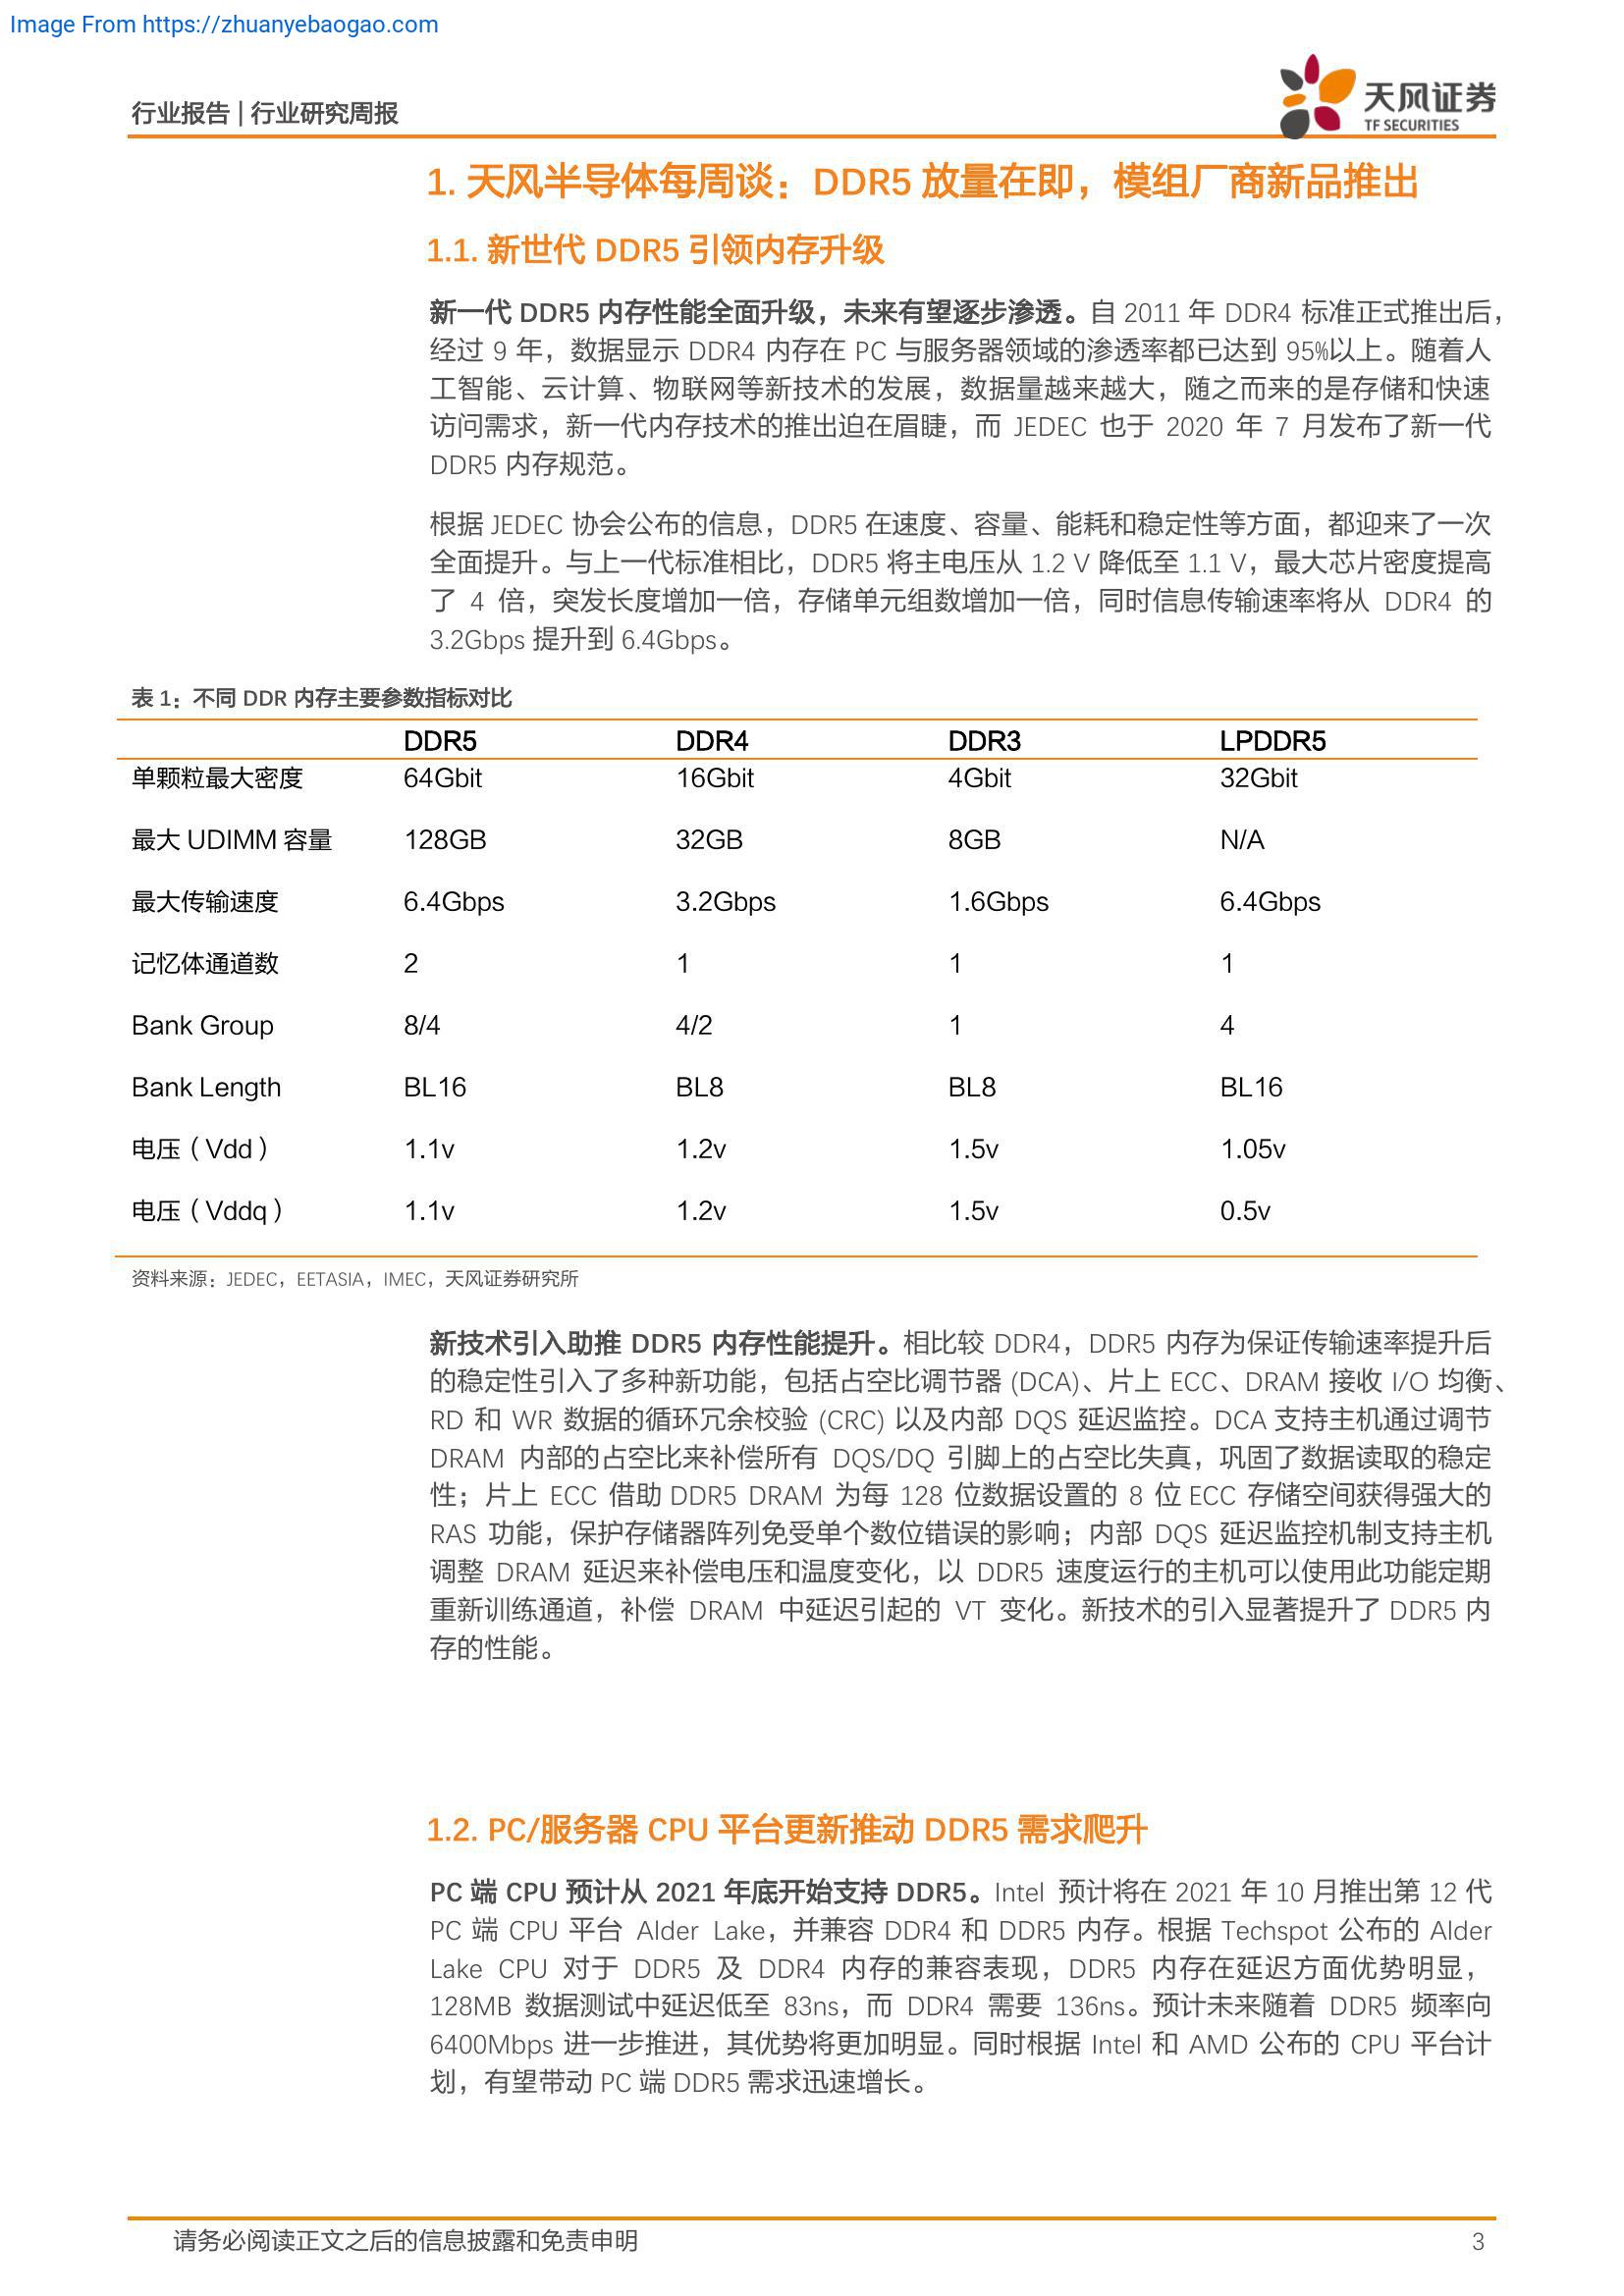 Image From https://zhuanyebaogao.com
行业报告 | 行业研究周报
天风证券
TF SECURITIES
1. 天风半导体每周谈：DDR5 放量在即，模组厂商新品推出
1.1. 新世代 DDR5 引领内存升级
新一代 DDR5 内存性能全面升级，未来有望逐步渗透。自 2011 年 DDR4 标准正式推出后，
经过 9 年，数据显示 DDR4 内存在 PC 与服务器领域的渗透率都已达到 95%以上。随着人
工智能、云计算、物联网等新技术的发展，数据量越来越大，随之而来的是存储和快速
访问需求，新一代内存技术的推出迫在眉睫，而 JEDEC 也于 2020 年 7 月发布了新一代
DDR5 内存规范。
根据 JEDEC 协会公布的信息，DDR5 在速度、容量、能耗和稳定性等方面，都迎来了一次
全面提升。与上一代标准相比，DDR5 将主电压从 1.2 V 降低至 1.1 V，最大芯片密度提高
了 4 倍，突发长度增加一倍，存储单元组数增加一倍，同时信息传输速率将从 DDR4 的
3.2Gbps 提升到 6.4Gbps。
表 1：不同 DDR 内存主要参数指标对比
DDR5 DDR4 DDR3 LPDDR5
单颗粒最大密度 64Gbit 16Gbit 4Gbit 32Gbit
最大 UDIMM 容量 128GB 32GB 8GB N/A
最大传输速度 6.4Gbps 3.2Gbps 1.6Gbps 6.4Gbps
记忆体通道数 2 1 1 1
Bank Group 8/4 4/2 1 4
Bank Length BL16 BL8 BL8 BL16
电压（Vdd） 1.1v 1.2v 1.5v 1.05v
电压（Vddq） 1.1v 1.2v 1.5v 0.5v
资料来源：JEDEC，EETASIA，IMEC，天风证券研究所
新技术引入助推 DDR5 内存性能提升。相比较 DDR4，DDR5 内存为保证传输速率提升后
的稳定性引入了多种新功能，包括占空比调节器 (DCA)、片上 ECC、DRAM 接收 I/O 均衡、
RD 和 WR 数据的循环冗余校验 (CRC) 以及内部 DQS 延迟监控。DCA 支持主机通过调节
DRAM 内部的占空比来补偿所有 DQS/DQ 引脚上的占空比失真，巩固了数据读取的稳定
性；片上 ECC 借助 DDR5 DRAM 为每 128 位数据设置的 8 位 ECC 存储空间获得强大的
RAS 功能，保护存储器阵列免受单个数位错误的影响；内部 DQS 延迟监控机制支持主机
调整 DRAM 延迟来补偿电压和温度变化，以 DDR5 速度运行的主机可以使用此功能定期
重新训练通道，补偿 DRAM 中延迟引起的 VT 变化。新技术的引入显著提升了 DDR5 内
存的性能。
1.2. PC/服务器 CPU 平台更新推动 DDR5 需求爬升
PC 端 CPU 预计从 2021 年底开始支持 DDR5。Intel 预计将在 2021 年 10 月推出第 12 代
PC 端 CPU 平台 Alder Lake，并兼容 DDR4 和 DDR5 内存。根据 Techspot 公布的 Alder
Lake CPU 对于 DDR5 及 DDR4 内存的兼容表现，DDR5 内存在延迟方面优势明显，
128MB 数据测试中延迟低至 83ns，而 DDR4 需要 136ns。预计未来随着 DDR5 频率向
6400Mbps 进一步推进，其优势将更加明显。同时根据 Intel 和 AMD 公布的 CPU 平台计
划，有望带动 PC 端 DDR5 需求迅速增长。
请务必阅读正文之后的信息披露和免责申明 3